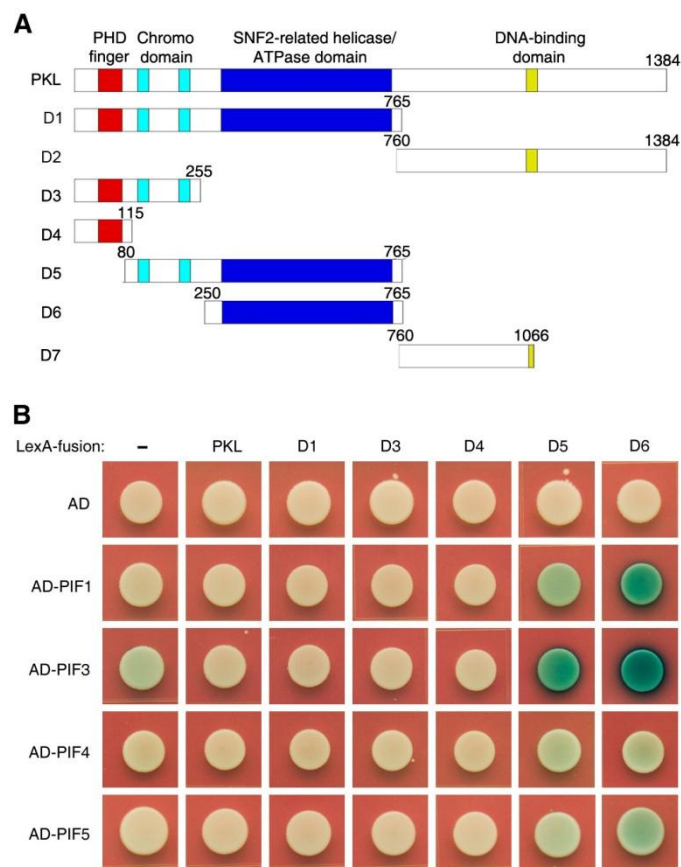 A
PHD finger
Chromo domain
SNF2-related helicase/ ATPase domain
DNA-binding domain
PKL
1384
D1
765
D2
760
1384
D3
255
D4
115
D5
80
765
D6
250
765
D7
760
1066
B
LexA-fusion: – PKL D1 D3 D4 D5 D6
AD
AD-PIF1
AD-PIF3
AD-PIF4
AD-PIF5